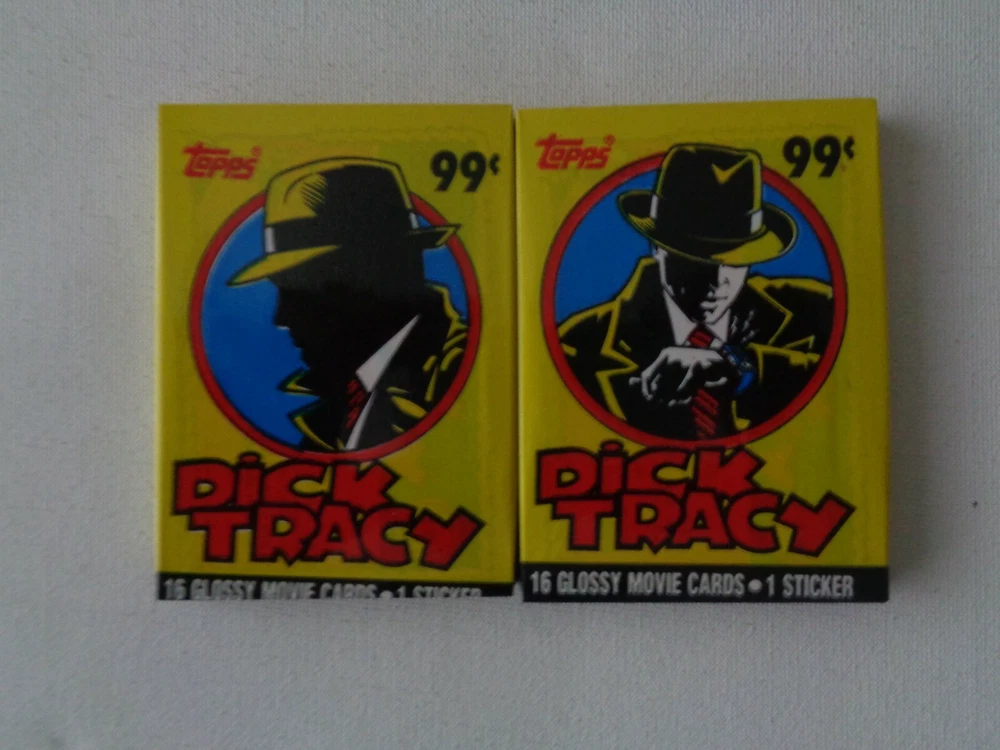 Topps®
99¢
DiCK
TRACY
16 GLOSSY MOVIE CARDS • 1 STICKER
Topps®
99¢
DiCK
TRACY
16 GLOSSY MOVIE CARDS • 1 STICKER